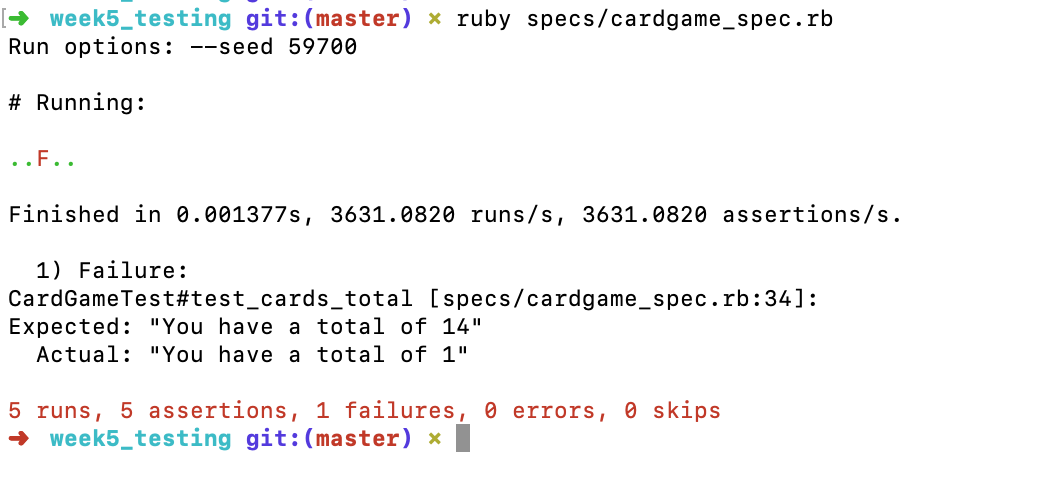 [➜ week5_testing git:(master) × ruby specs/cardgame_spec.rb
Run options: --seed 59700
# Running:
..F..
Finished in 0.001377s, 3631.0820 runs/s, 3631.0820 assertions/s.
1) Failure:
CardGameTest#test_cards_total [specs/cardgame_spec.rb:34]:
Expected: "You have a total of 14"
Actual: "You have a total of 1"
5 runs, 5 assertions, 1 failures, 0 errors, 0 skips
➜ week5_testing git:(master) ×